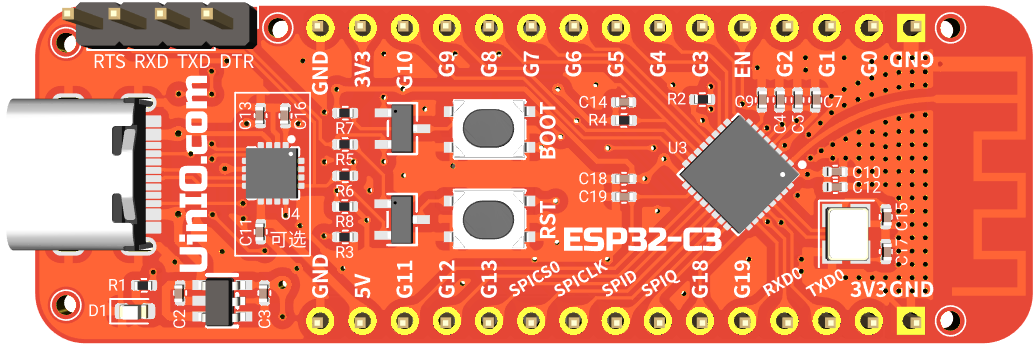 RTS RXD TXD DTR
GND 3V3 G10 G9 G8 G7 G6 G5 G4 G3 EN G2 G1 G0 GND
UinIO.com
C13 C16
R7
R5
R6
R8
R3
U4
C11 可选
BOOT
RST
C14
R4
R2
U3
C9 C4 C5 C7
C18
C19
C10
C12
C15
C17
ESP32-C3
R1
D1
C2
C3
GND 5V G11 G12 G13 SPICS0 SPICLK SPID SPIQ G18 G19 RXD0 TXD0 3V3 GND